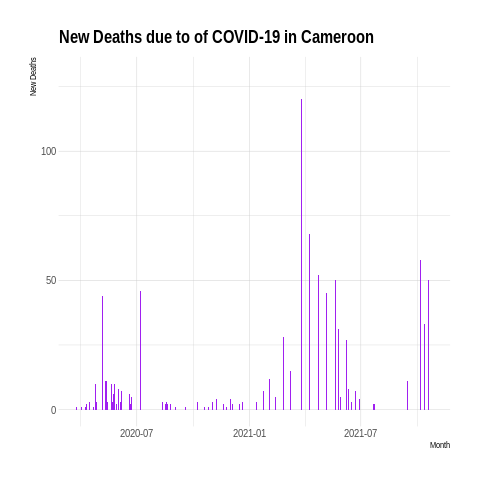 New Deaths due to of COVID-19 in Cameroon
New Deaths
100
50
0
2020-07
2021-01
2021-07
Month